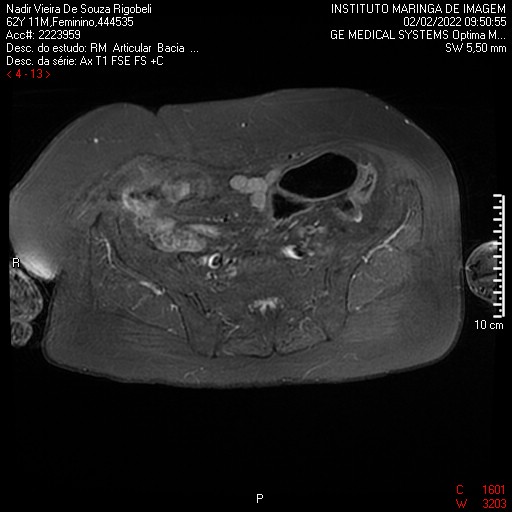 Nadir Vieira De Souza Rigobeli
62Y 11M,Feminino,444535
Acc#: 2223959
Desc. do estudo: RM Articular Bacia ...
Desc. da série: Ax T1 FSE FS +C
< 4 - 13 >
INSTITUTO MARINGA DE IMAGEM
02/02/2022 09:50:55
GE MEDICAL SYSTEMS Optima M...
SW 5,50 mm
R
10 cm
P
C 1601
W 3203